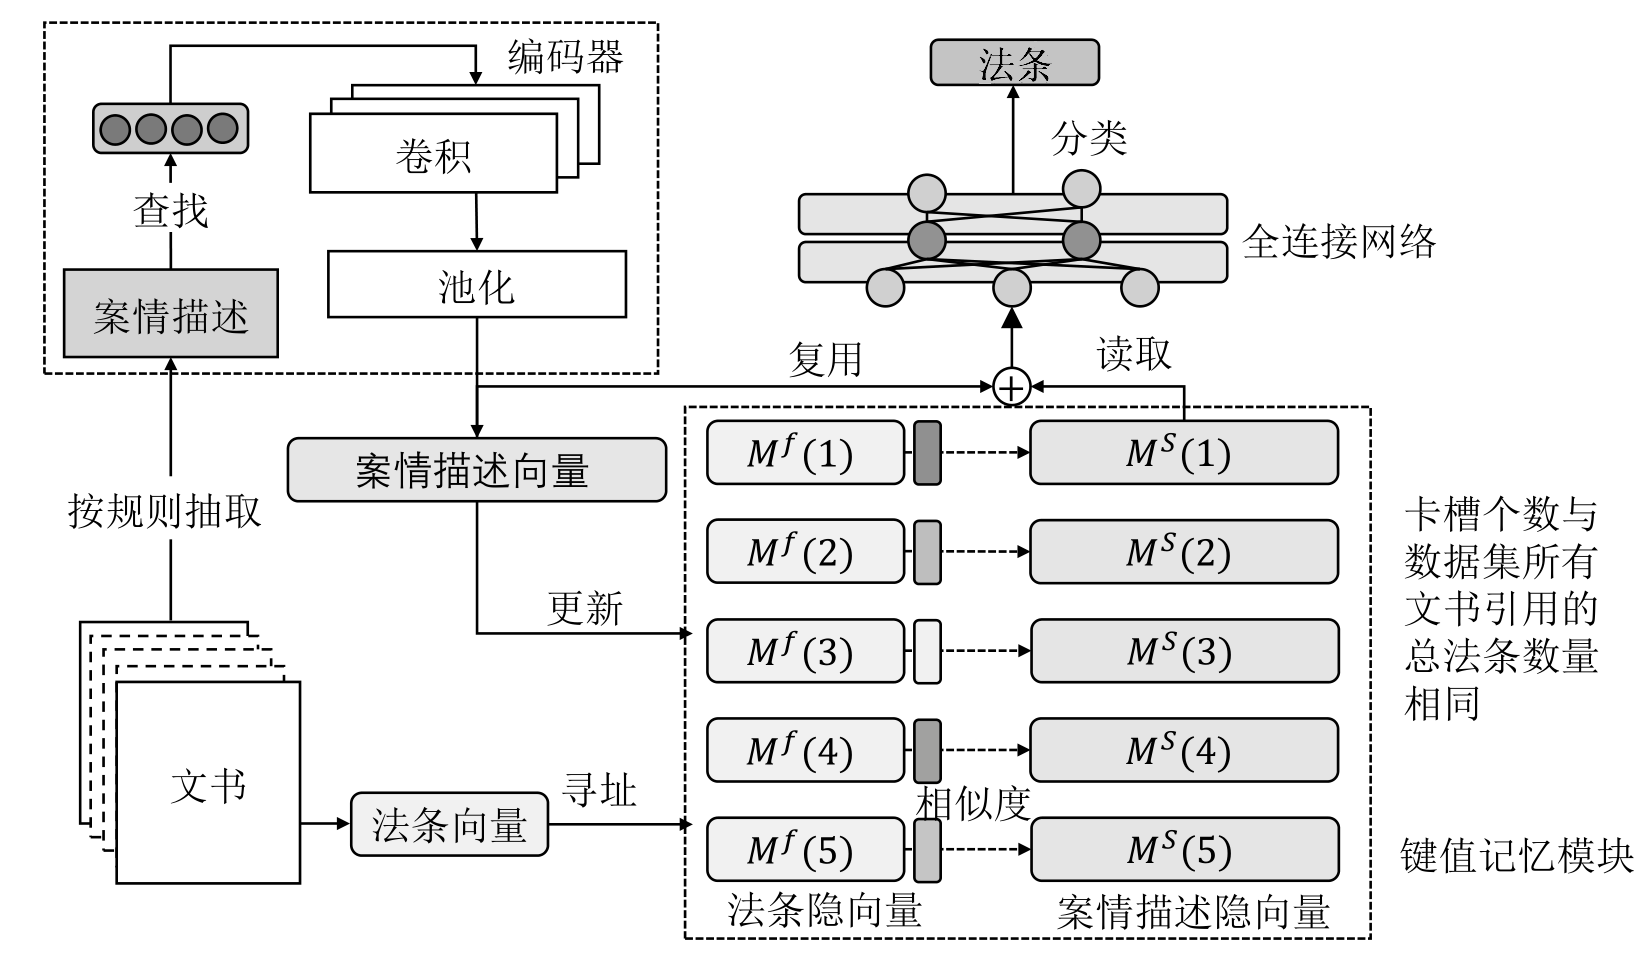 编码器
法条
卷积
分类
查找
全连接网络
池化
案情描述
复用
读取
+
案情描述向量
M^f(1)
M^S(1)
按规则抽取
M^f(2)
M^S(2)
卡槽个数与
数据集所有
文书引用的
总法条数量
相同
更新
M^f(3)
M^S(3)
M^f(4)
M^S(4)
文书
寻址
相似度
法条向量
M^f(5)
M^S(5)
键值记忆模块
法条隐向量
案情描述隐向量